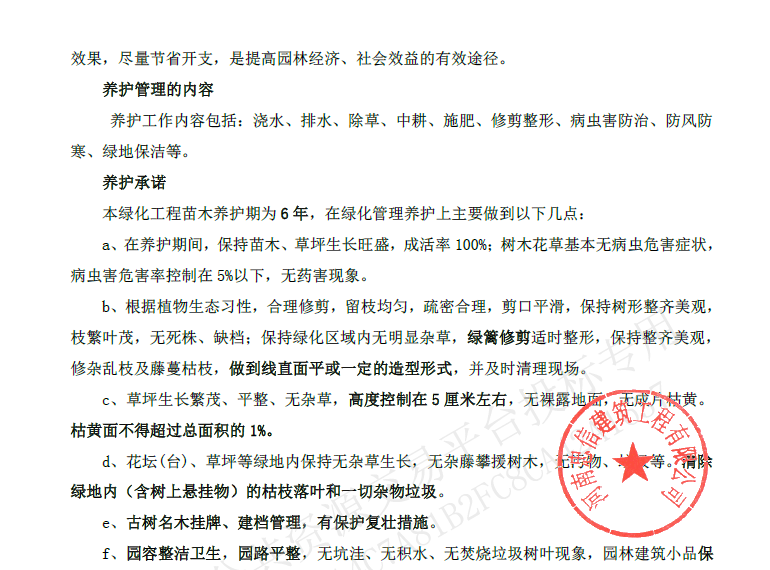 效果，尽量节省开支，是提高园林经济、社会效益的有效途径。
养护管理的内容
养护工作内容包括：浇水、排水、除草、中耕、施肥、修剪整形、病虫害防治、防风防
寒、绿地保洁等。
养护承诺
本绿化工程苗木养护期为 6 年，在绿化管理养护上主要做到以下几点：
a、在养护期间，保持苗木、草坪生长旺盛，成活率 100%；树木花草基本无病虫危害症状，
病虫害危害率控制在 5%以下，无药害现象。
b、根据植物生态习性，合理修剪，留枝均匀，疏密合理，剪口平滑，保持树形整齐美观，
枝繁叶茂，无死株、缺档；保持绿化区域内无明显杂草，绿篱修剪适时整形，保持整齐美观，
修杂乱枝及藤蔓枯枝，做到线直面平或一定的造型形式，并及时清理现场。
c、草坪生长繁茂、平整、无杂草，高度控制在 5 厘米左右，无裸露地面，无成片枯黄。
枯黄面不得超过总面积的 1%。
d、花坛(台)、草坪等绿地内保持无杂草生长，无杂藤攀援树木，无污物、垃圾等。清除
绿地内（含树上悬挂物）的枯枝落叶和一切杂物垃圾。
e、古树名木挂牌、建档管理，有保护复壮措施。
f、园容整洁卫生，园路平整，无坑洼、无积水、无焚烧垃圾树叶现象，园林建筑小品保